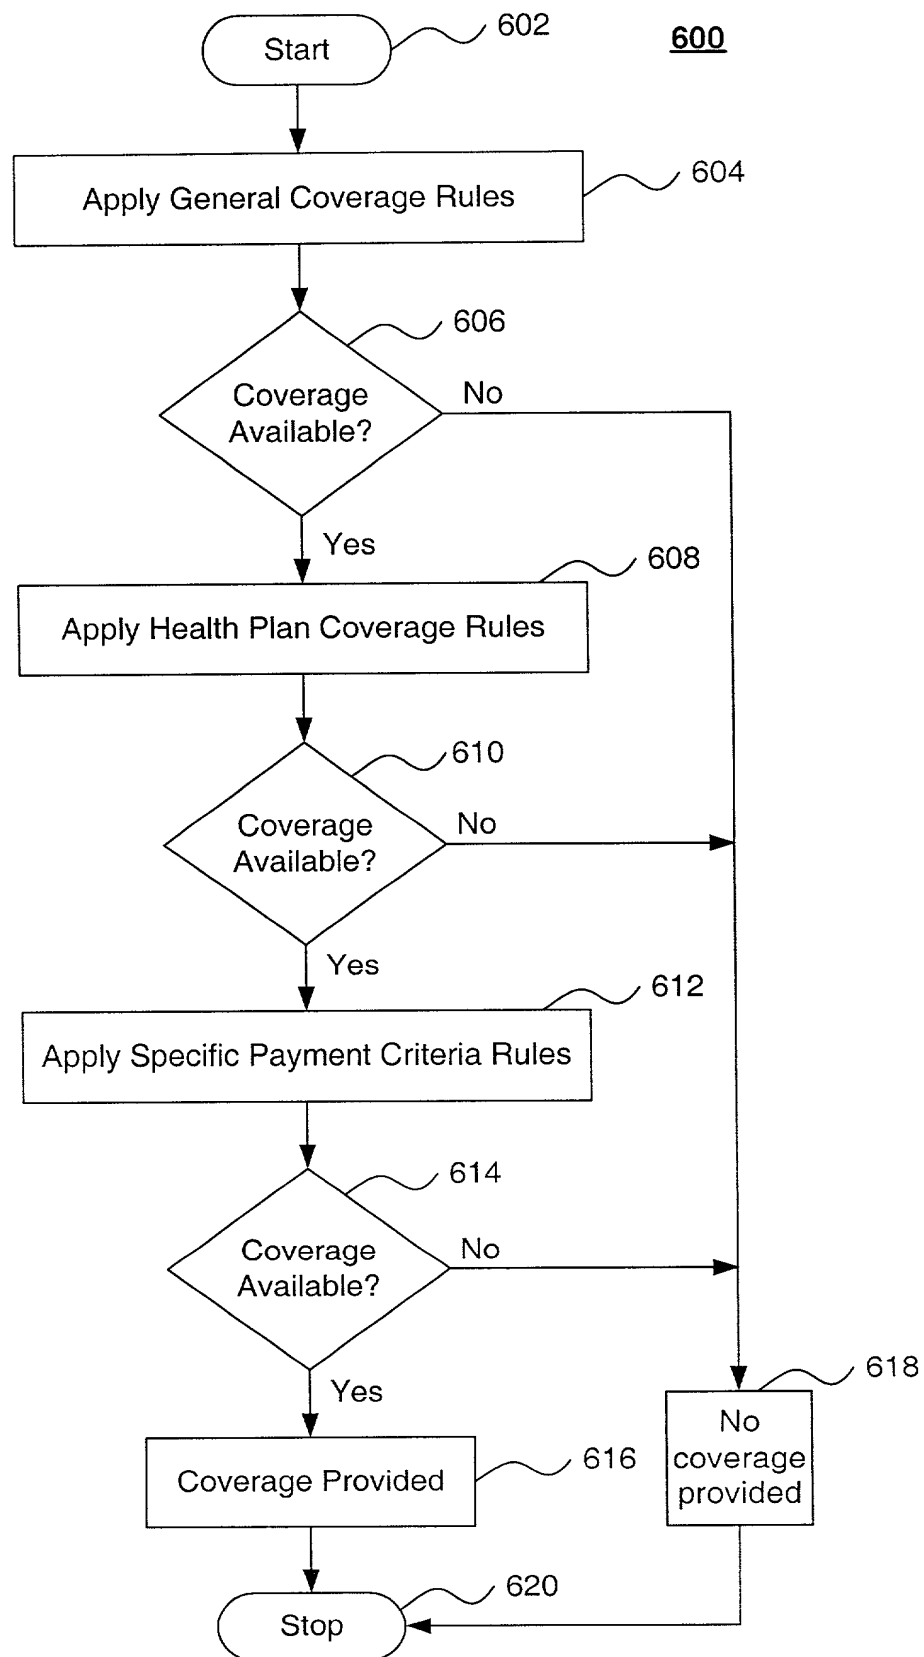 Start
602
600
Apply General Coverage Rules
604
606
Coverage
Available?
No
Yes
608
Apply Health Plan Coverage Rules
610
Coverage
Available?
No
Yes
612
Apply Specific Payment Criteria Rules
614
Coverage
Available?
No
Yes
618
No
coverage
provided
Coverage Provided
616
620
Stop